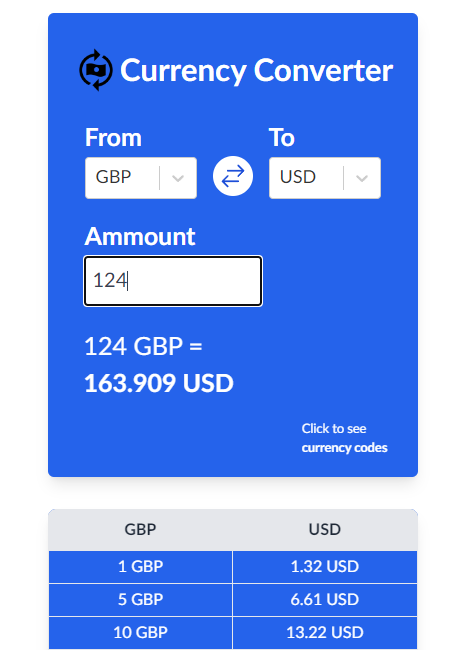 Currency Converter
From To
GBP USD
Ammount
124
124 GBP =
163.909 USD
Click to see
currency codes
GBP USD
1 GBP 1.32 USD
5 GBP 6.61 USD
10 GBP 13.22 USD